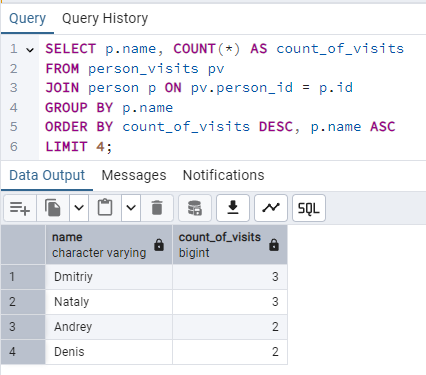 Query Query History
1 SELECT p.name, COUNT(*) AS count_of_visits
2 FROM person_visits pv
3 JOIN person p ON pv.person_id = p.id
4 GROUP BY p.name
5 ORDER BY count_of_visits DESC, p.name ASC
6 LIMIT 4;
Data Output Messages Notifications
SQL
name count_of_visits
character varying bigint
1 Dmitriy 3
2 Nataly 3
3 Andrey 2
4 Denis 2